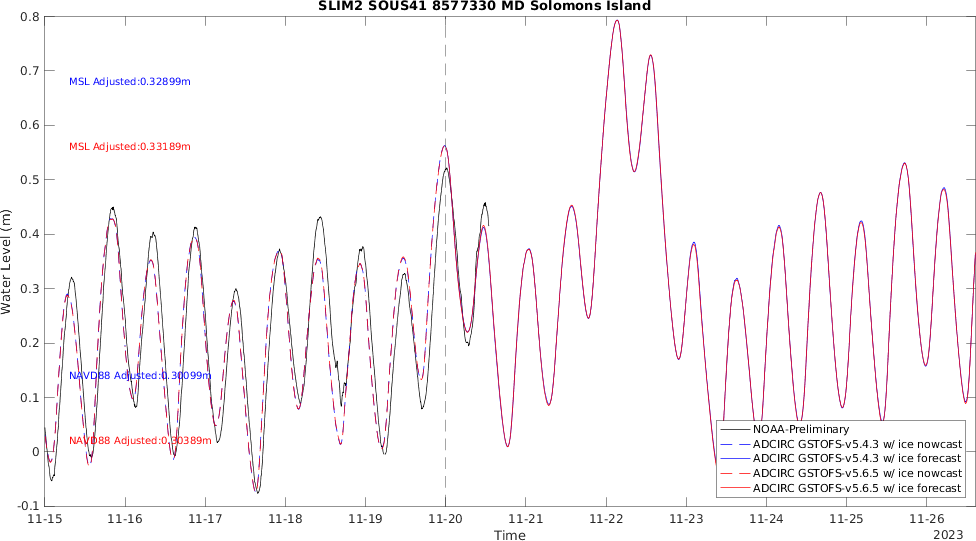 SLIM2 SOUS41 8577330 MD Solomons Island
0.8
0.7
0.6
0.5
0.4
0.3
0.2
0.1
0
-0.1
Water Level (m)
MSL Adjusted:0.32899m
MSL Adjusted:0.33189m
NAVD88 Adjusted:0.30099m
NAVD88 Adjusted:0.30389m
NOAA-Preliminary
ADCIRC GSTOFS-v5.4.3 w/ ice nowcast
ADCIRC GSTOFS-v5.4.3 w/ ice forecast
ADCIRC GSTOFS-v5.6.5 w/ ice nowcast
ADCIRC GSTOFS-v5.6.5 w/ ice forecast
11-15 11-16 11-17 11-18 11-19 11-20 11-21 11-22 11-23 11-24 11-25 11-26
Time
2023